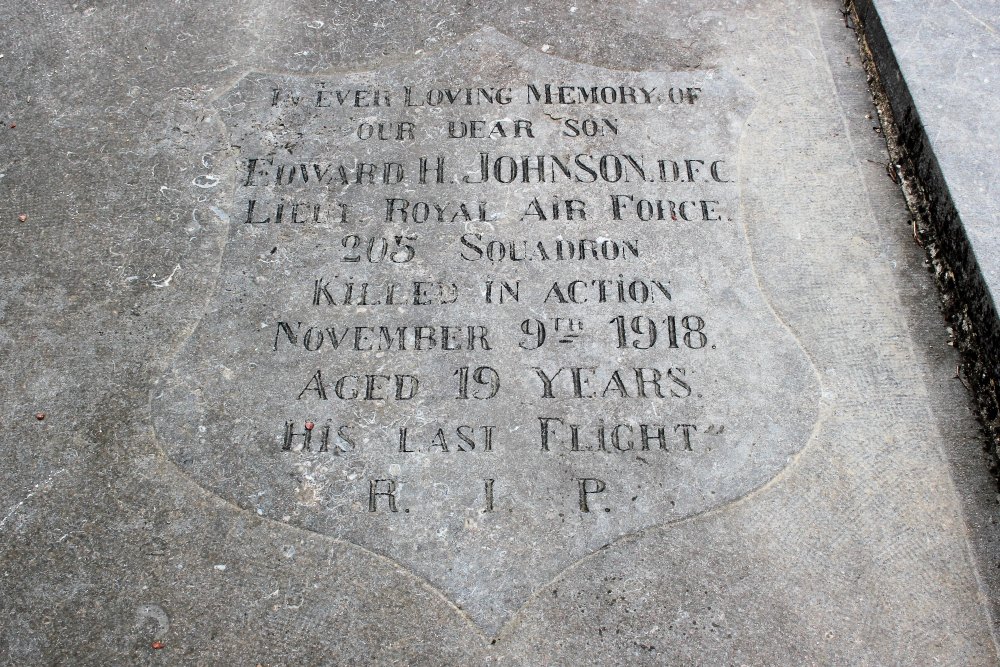 IN EVER LOVING MEMORY OF
OUR DEAR SON
EDWARD H. JOHNSON. D.F.C
LIEUT. ROYAL AIR FORCE.
205 SQUADRON
KILLED IN ACTION
NOVEMBER 9TH 1918.
AGED 19 YEARS.
HIS LAST FLIGHT"
R. I. P.